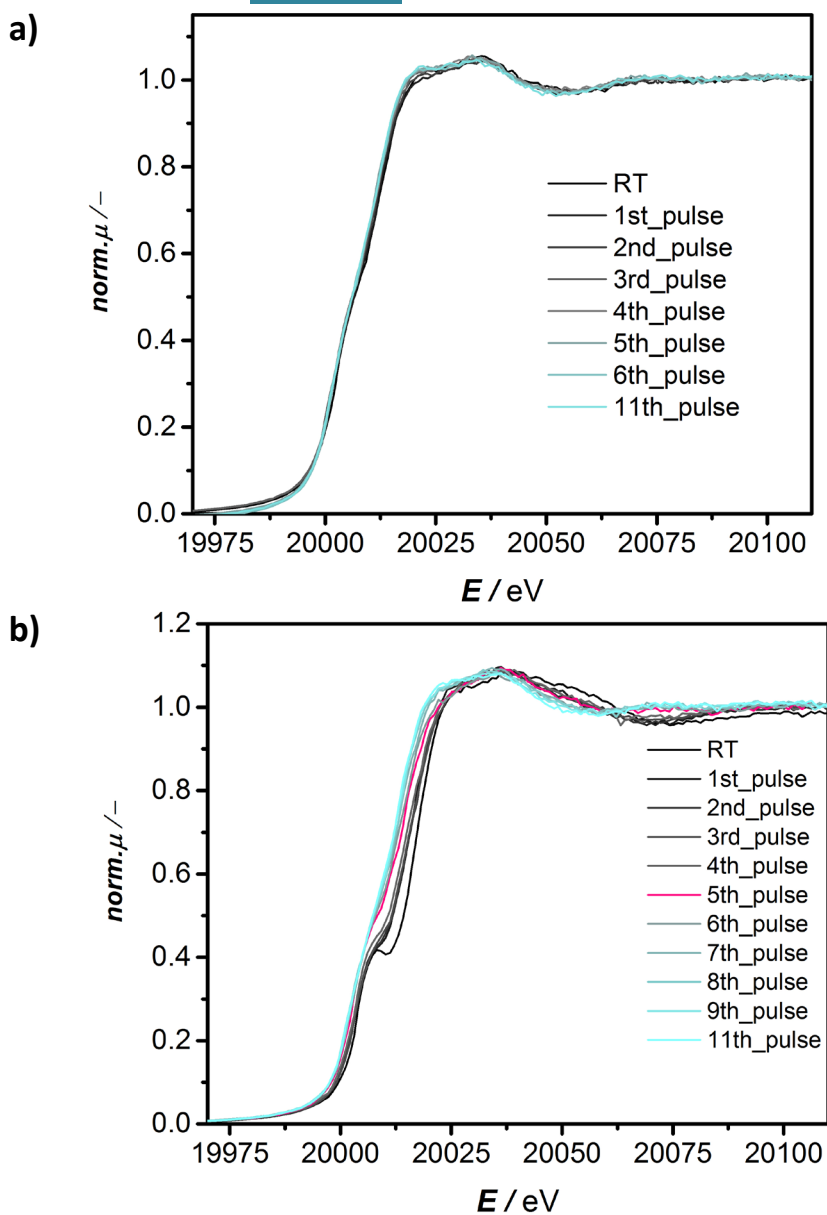 a)
1.0
0.8
0.6
0.4
0.2
0.0
norm.μ /−
RT
1st_pulse
2nd_pulse
3rd_pulse
4th_pulse
5th_pulse
6th_pulse
11th_pulse
19975 20000 20025 20050 20075 20100
E / eV
b)
1.2
1.0
0.8
0.6
0.4
0.2
0.0
norm.μ /−
RT
1st_pulse
2nd_pulse
3rd_pulse
4th_pulse
5th_pulse
6th_pulse
7th_pulse
8th_pulse
9th_pulse
11th_pulse
19975 20000 20025 20050 20075 20100
E / eV